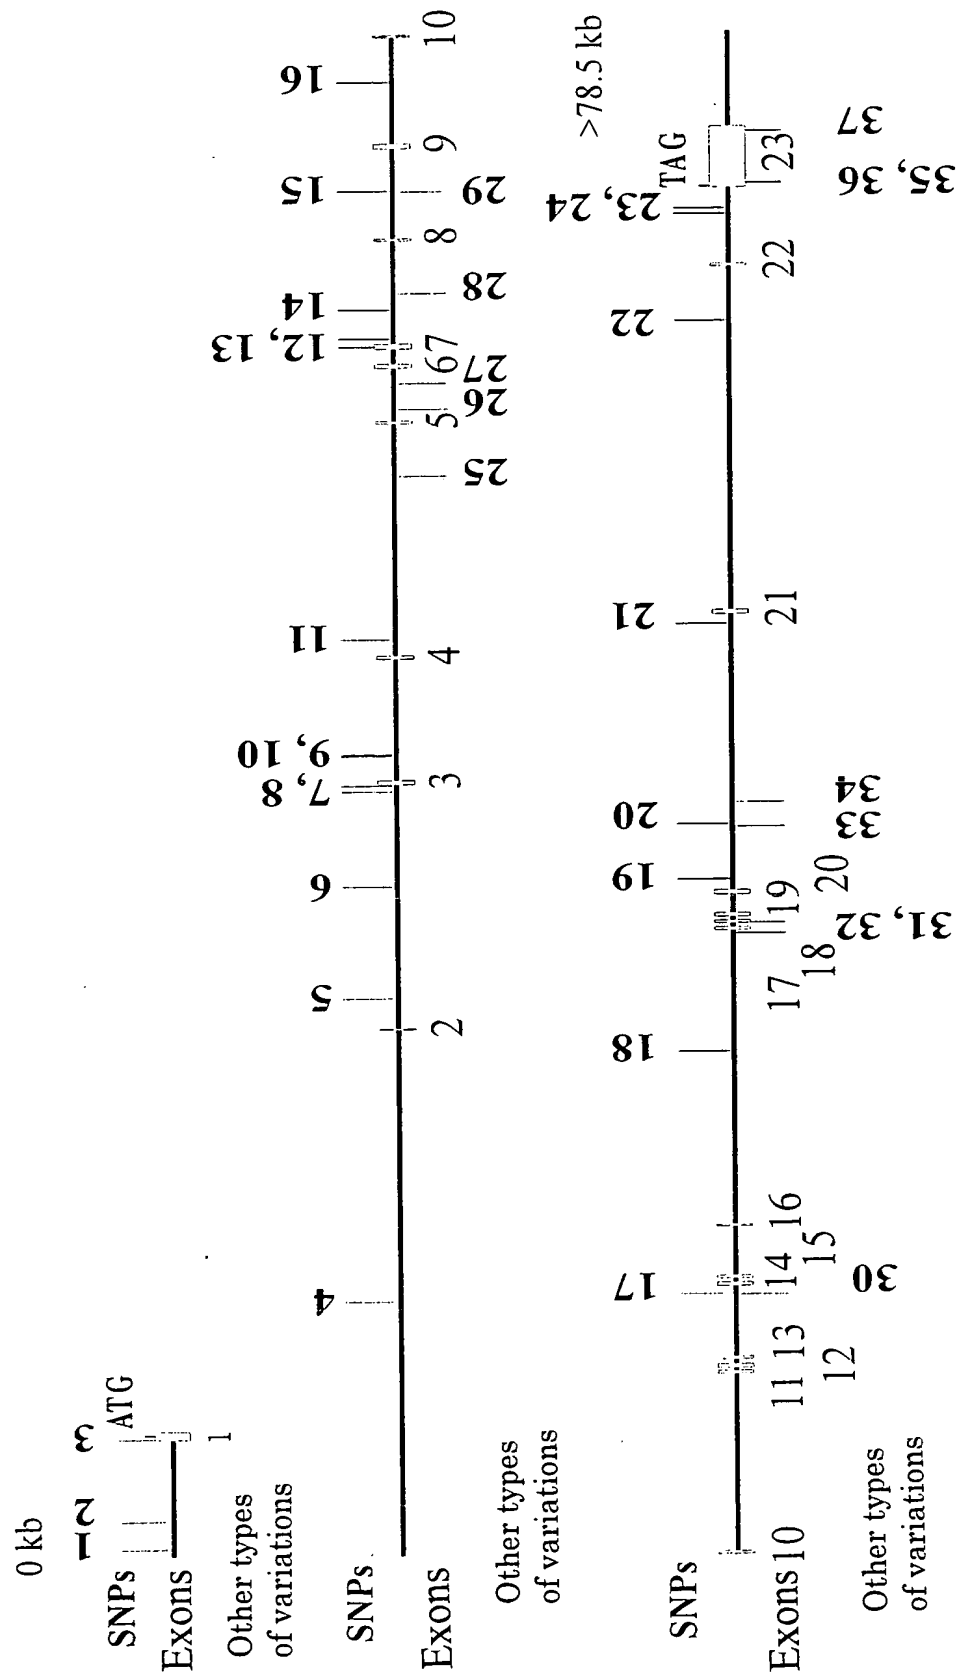 0 kb
1 2 3
SNPs ATG
Exons 1
Other types
of variations
4 5 6 7, 8 9, 10 11 12, 13 14 15 16
SNPs
Exons 2 3 4 5 6 7 8 9 10
25 26 27 28 29
Other types
of variations
>78.5 kb
17 18 19 20 21 22 23, 24
SNPs TAG
Exons 10 11 13 14 16 17 19 21 22 23
12 15 18 20
30 31, 32 33 34 35, 36 37
Other types
of variations